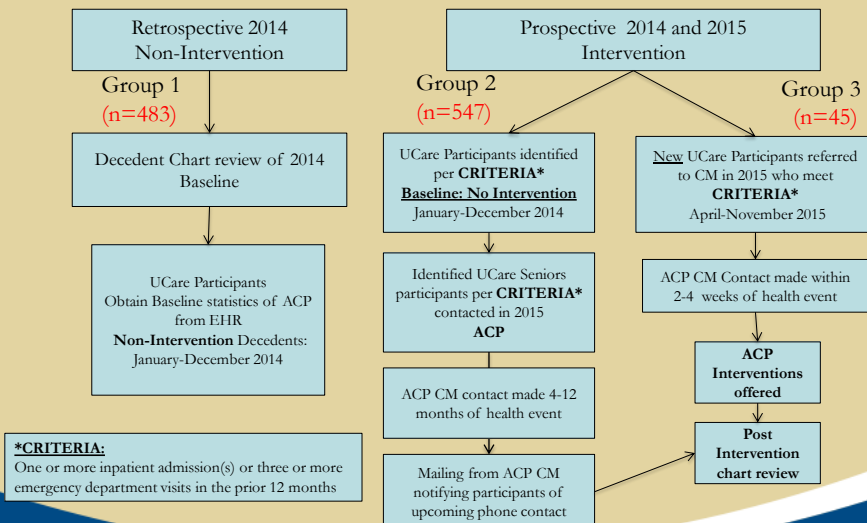 Retrospective 2014
Non-Intervention
Group 1
(n=483)
Decedent Chart review of 2014
Baseline
UCare Participants
Obtain Baseline statistics of ACP
from EHR
Non-Intervention Decedents:
January-December 2014
*CRITERIA:
One or more inpatient admission(s) or three or more
emergency department visits in the prior 12 months
Prospective 2014 and 2015
Intervention
Group 2
(n=547)
UCare Participants identified
per CRITERIA*
Baseline: No Intervention
January-December 2014
Identified UCare Seniors
participants per CRITERIA*
contacted in 2015
ACP
ACP CM contact made 4-12
months of health event
Mailing from ACP CM
notifying participants of
upcoming phone contact
Group 3
(n=45)
New UCare Participants referred
to CM in 2015 who meet
CRITERIA*
April-November 2015
ACP CM Contact made within
2-4 weeks of health event
ACP
Interventions
offered
Post
Intervention
chart review